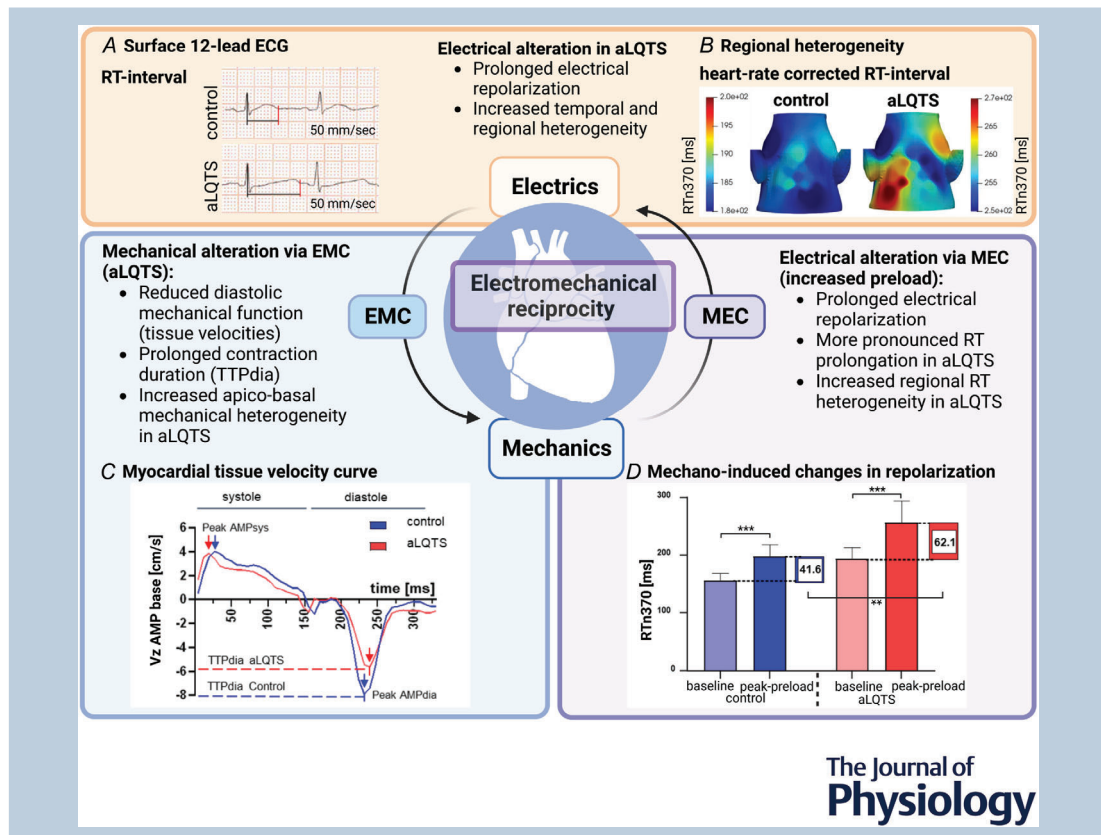 A Surface 12-lead ECG
RT-interval
control
50 mm/sec
aLQTS
50 mm/sec
Electrical alteration in aLQTS
• Prolonged electrical
repolarization
• Increased temporal and
regional heterogeneity
B Regional heterogeneity
heart-rate corrected RT-interval
control
aLQTS
RTn370 [ms]
2.0e+02
195
190
185
1.8e+02
2.7e+02
265
260
255
2.5e+02
RTn370 [ms]
Electrics
Electromechanical
reciprocity
EMC
MEC
Mechanics
Mechanical alteration via EMC
(aLQTS):
• Reduced diastolic
mechanical function
(tissue velocities)
• Prolonged contraction
duration (TTPdia)
• Increased apico-basal
mechanical heterogeneity
in aLQTS
Electrical alteration via MEC
(increased preload):
• Prolonged electrical
repolarization
• More pronounced RT
prolongation in aLQTS
• Increased regional RT
heterogeneity in aLQTS
C Myocardial tissue velocity curve
systole
diastole
Peak AMPsys
control
aLQTS
Vz AMP base [cm/s]
6
4
2
0
-2
-4
-6
-8
time [ms]
50
100
150
200
250
300
TTPdia aLQTS
TTPdia Control
Peak AMPdia
D Mechano-induced changes in repolarization
RTn370 [ms]
300
200
100
0
***
***
41.6
62.1
**
baseline peak-preload
control
baseline peak-preload
aLQTS
The Journal of
Physiology